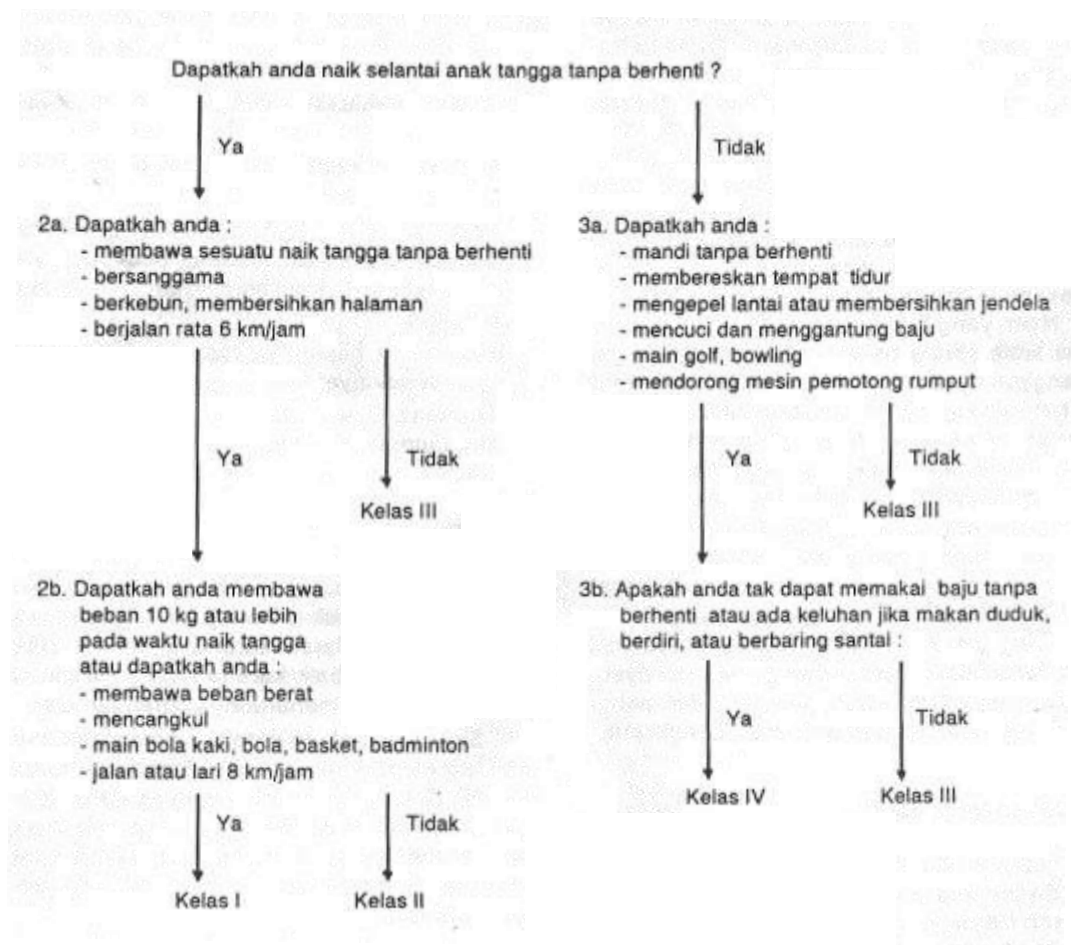 Dapatkah anda naik selantai anak tangga tanpa berhenti ?
Ya
Tidak
2a. Dapatkah anda :
- membawa sesuatu naik tangga tanpa berhenti
- bersanggama
- berkebun, membersihkan halaman
- berjalan rata 6 km/jam
Ya
Tidak
Kelas III
2b. Dapatkah anda membawa
beban 10 kg atau lebih
pada waktu naik tangga
atau dapatkah anda :
- membawa beban berat
- mencangkul
- main bola kaki, bola, basket, badminton
- jalan atau lari 8 km/jam
Ya
Tidak
Kelas I
Kelas II
3a. Dapatkah anda :
- mandi tanpa berhenti
- membereskan tempat tidur
- mengepel lantai atau membersihkan jendela
- mencuci dan menggantung baju
- main golf, bowling
- mendorong mesin pemotong rumput
Ya
Tidak
Kelas III
3b. Apakah anda tak dapat memakai baju tanpa
berhenti atau ada keluhan jika makan duduk,
berdiri, atau berbaring santal :
Ya
Tidak
Kelas IV
Kelas III